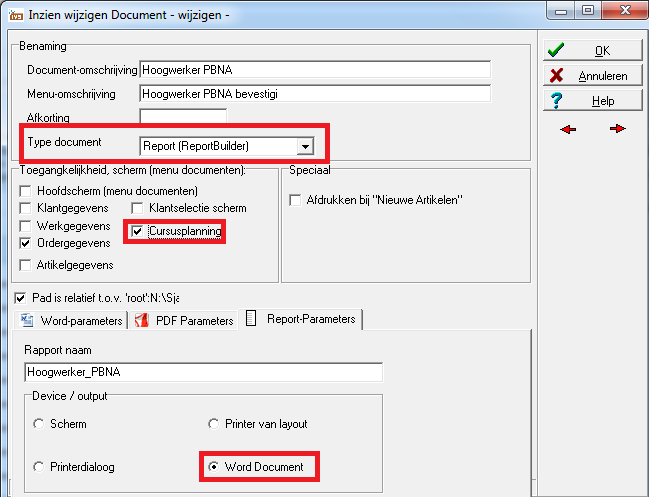 Inzien wijzigen Document - wijzigen -
Benaming
Document-omschrijving Hoogwerker PBNA
Menu-omschrijving Hoogwerker PBNA bevestigi
Afkorting
Type document Report (ReportBuilder)
OK
Annuleren
Help
Toegangkelijkheid, scherm (menu documenten):
Hoofdscherm (menu documenten)
Klantgegevens Klantselectie scherm
Werkgegevens
Cursusplanning
Ordergegevens
Artikelgegevens
Speciaal
Afdrukken bij "Nieuwe Artikelen"
Pad is relatief t.o.v. 'root':N:\Sja
Word-parameters PDF Parameters Report-Parameters
Rapport naam
Hoogwerker_PBNA
Device / output
Scherm Printer van layout
Printerdialoog Word Document